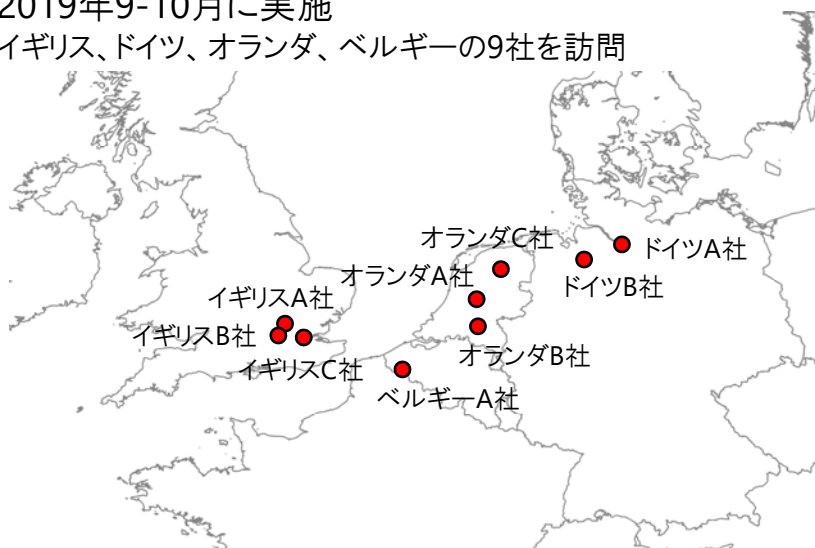 2019年9-10月に実施
イギリス、ドイツ、オランダ、ベルギーの9社を訪問
オランダC社
ドイツA社
オランダA社
ドイツB社
イギリスA社
イギリスB社
オランダB社
イギリスC社
ベルギーA社